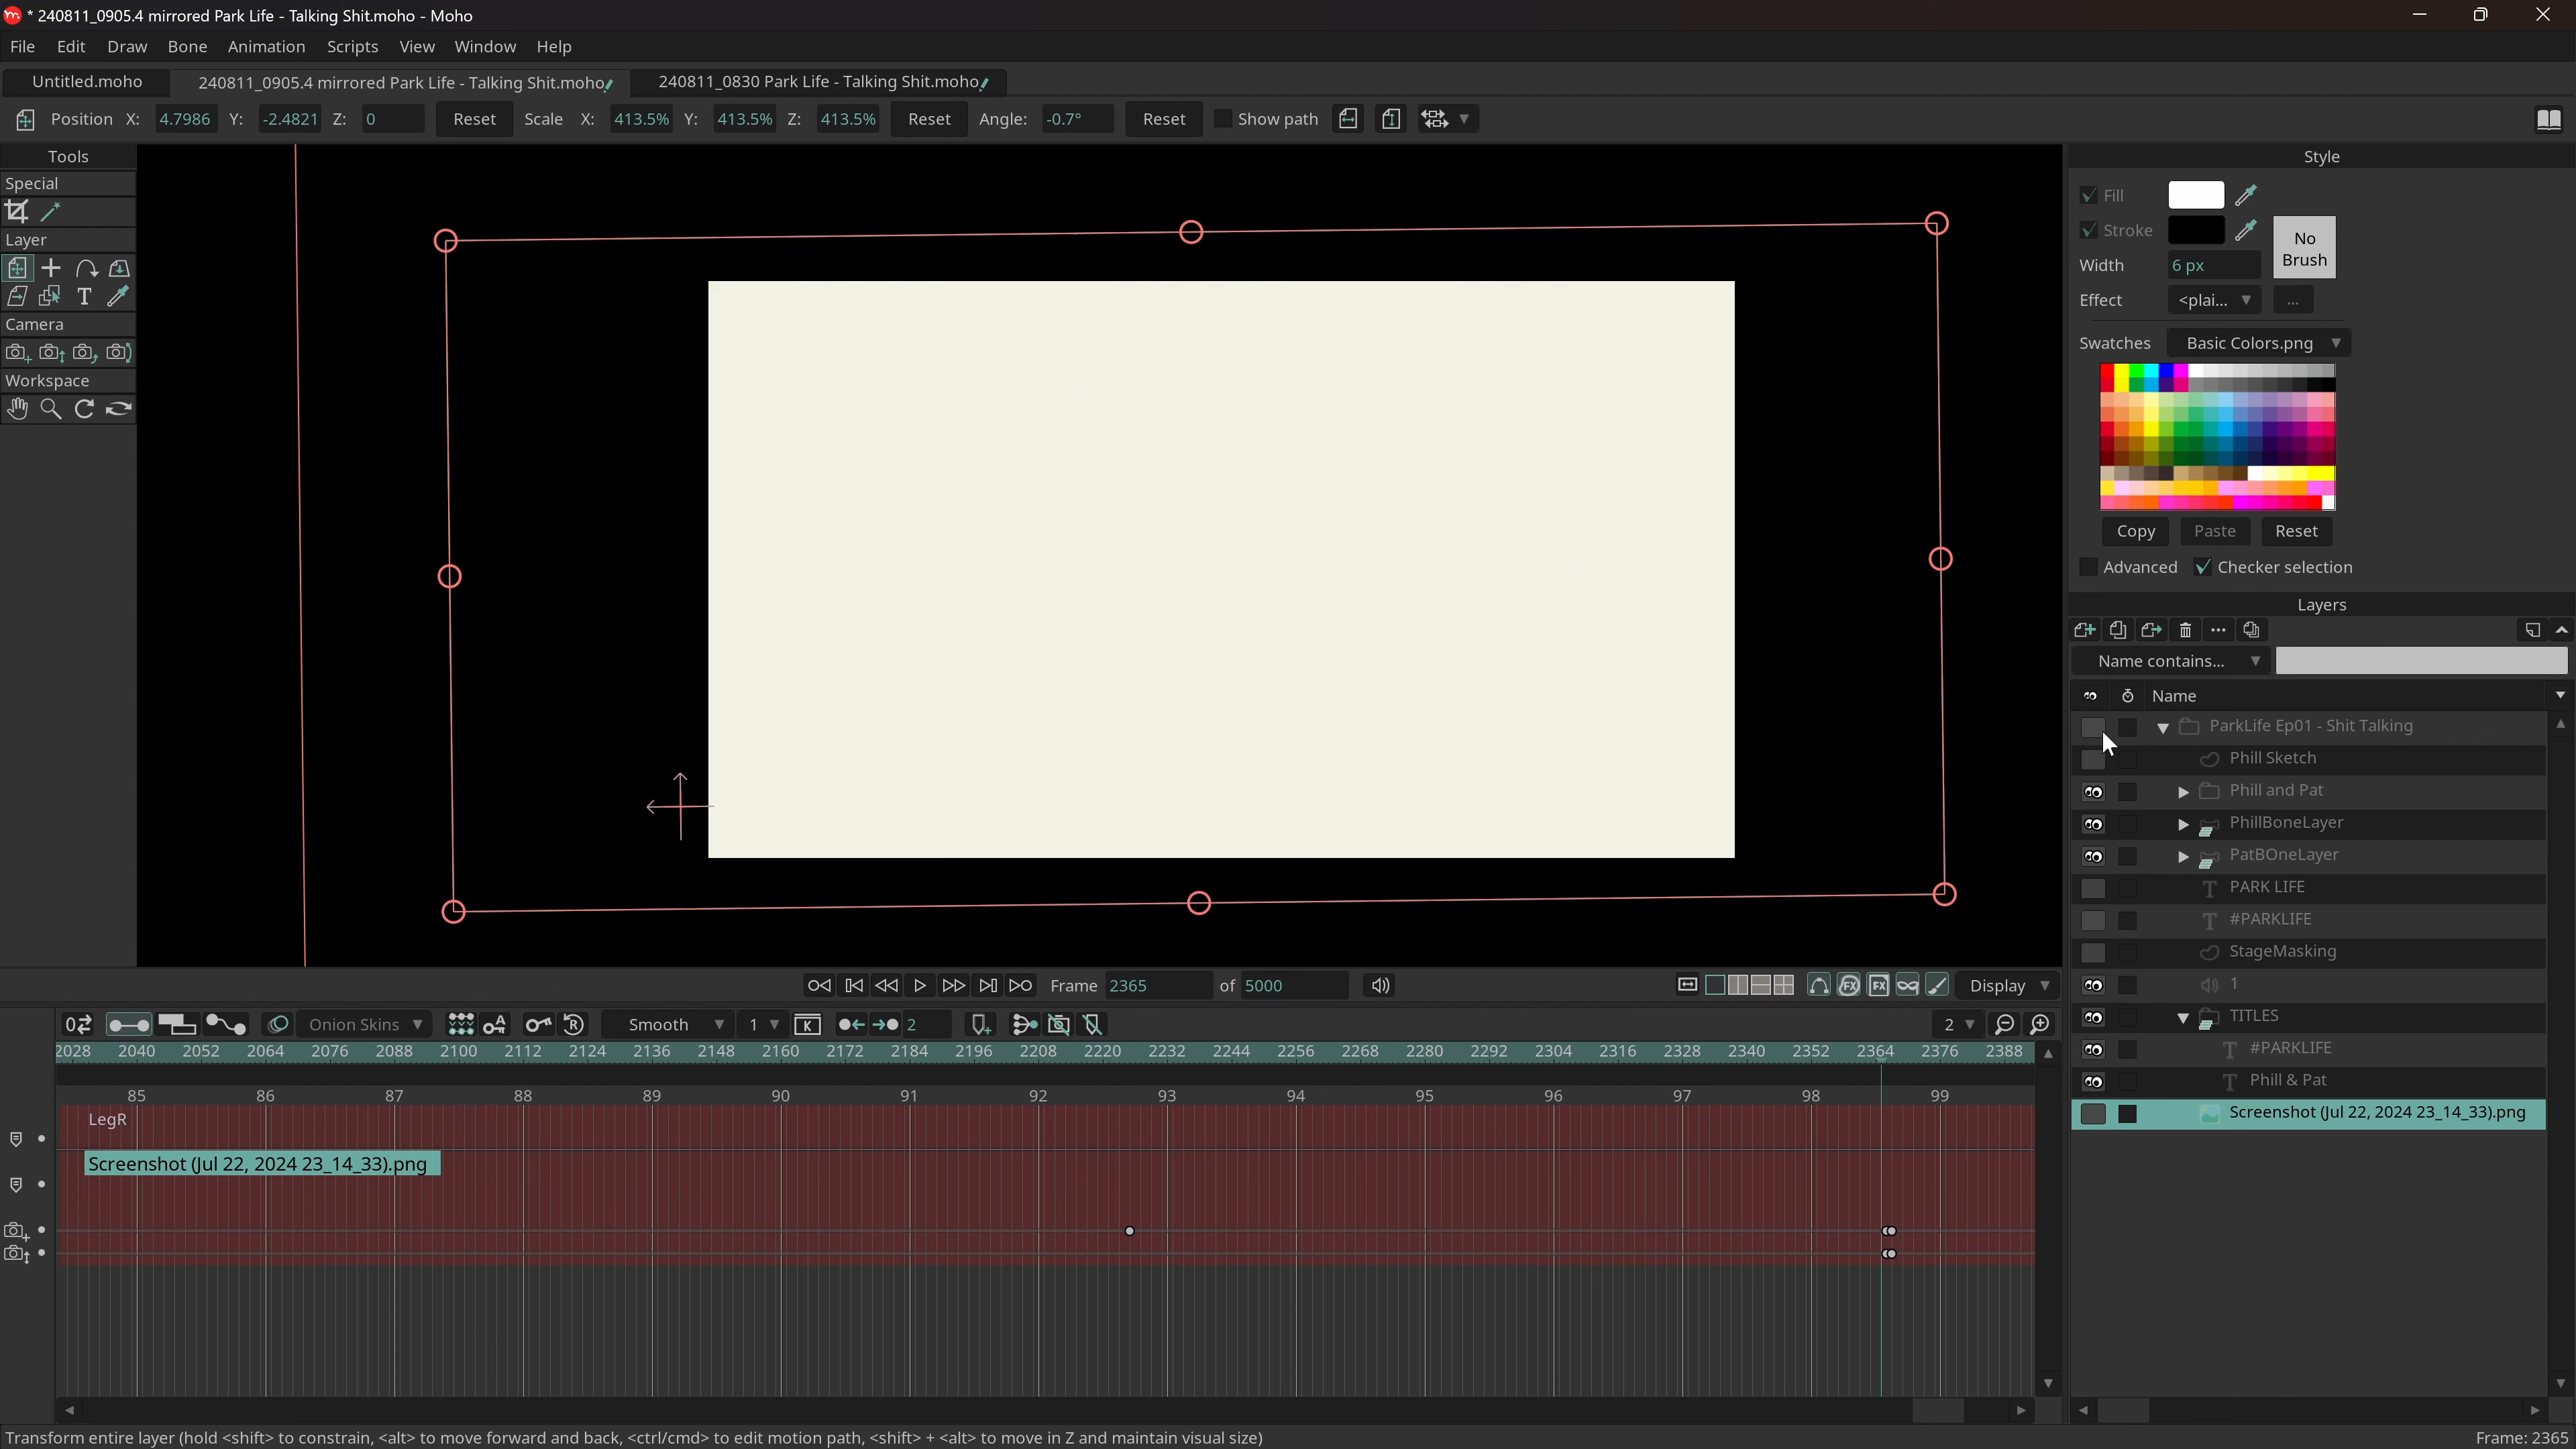 * 240811_0905.4 mirrored Park Life - Talking Shit.moho - Moho
File Edit Draw Bone Animation Scripts View Window Help
Untitled.moho 240811_0905.4 mirrored Park Life - Talking Shit.moho 240811_0830 Park Life - Talking Shit.moho
Position X: 4.7986 Y: -2.4821 Z: 0 Reset Scale X: 413.5% Y: 413.5% Z: 413.5% Reset Angle: -0.7° Reset Show path
Tools
Special
Layer
Camera
Workspace
Style
Fill
Stroke
No
Brush
Width 6 px
Effect <plai... ...
Swatches Basic Colors.png
Copy Paste Reset
Advanced Checker selection
Layers
Name contains...
Name
ParkLife Ep01 - Shit Talking
Phill Sketch
Phill and Pat
PhillBoneLayer
PatBOneLayer
PARK LIFE
#PARKLIFE
StageMasking
1
TITLES
#PARKLIFE
Phill & Pat
Screenshot (Jul 22, 2024 23_14_33).png
Frame 2365 of 5000 Display
Onion Skins Smooth 1 2 2
2028 2040 2052 2064 2076 2088 2100 2112 2124 2136 2148 2160 2172 2184 2196 2208 2220 2232 2244 2256 2268 2280 2292 2304 2316 2328 2340 2352 2364 2376 2388
85 86 87 88 89 90 91 92 93 94 95 96 97 98 99
LegR
Screenshot (Jul 22, 2024 23_14_33).png
Transform entire layer (hold <shift> to constrain, <alt> to move forward and back, <ctrl/cmd> to edit motion path, <shift> + <alt> to move in Z and maintain visual size)
Frame: 2365